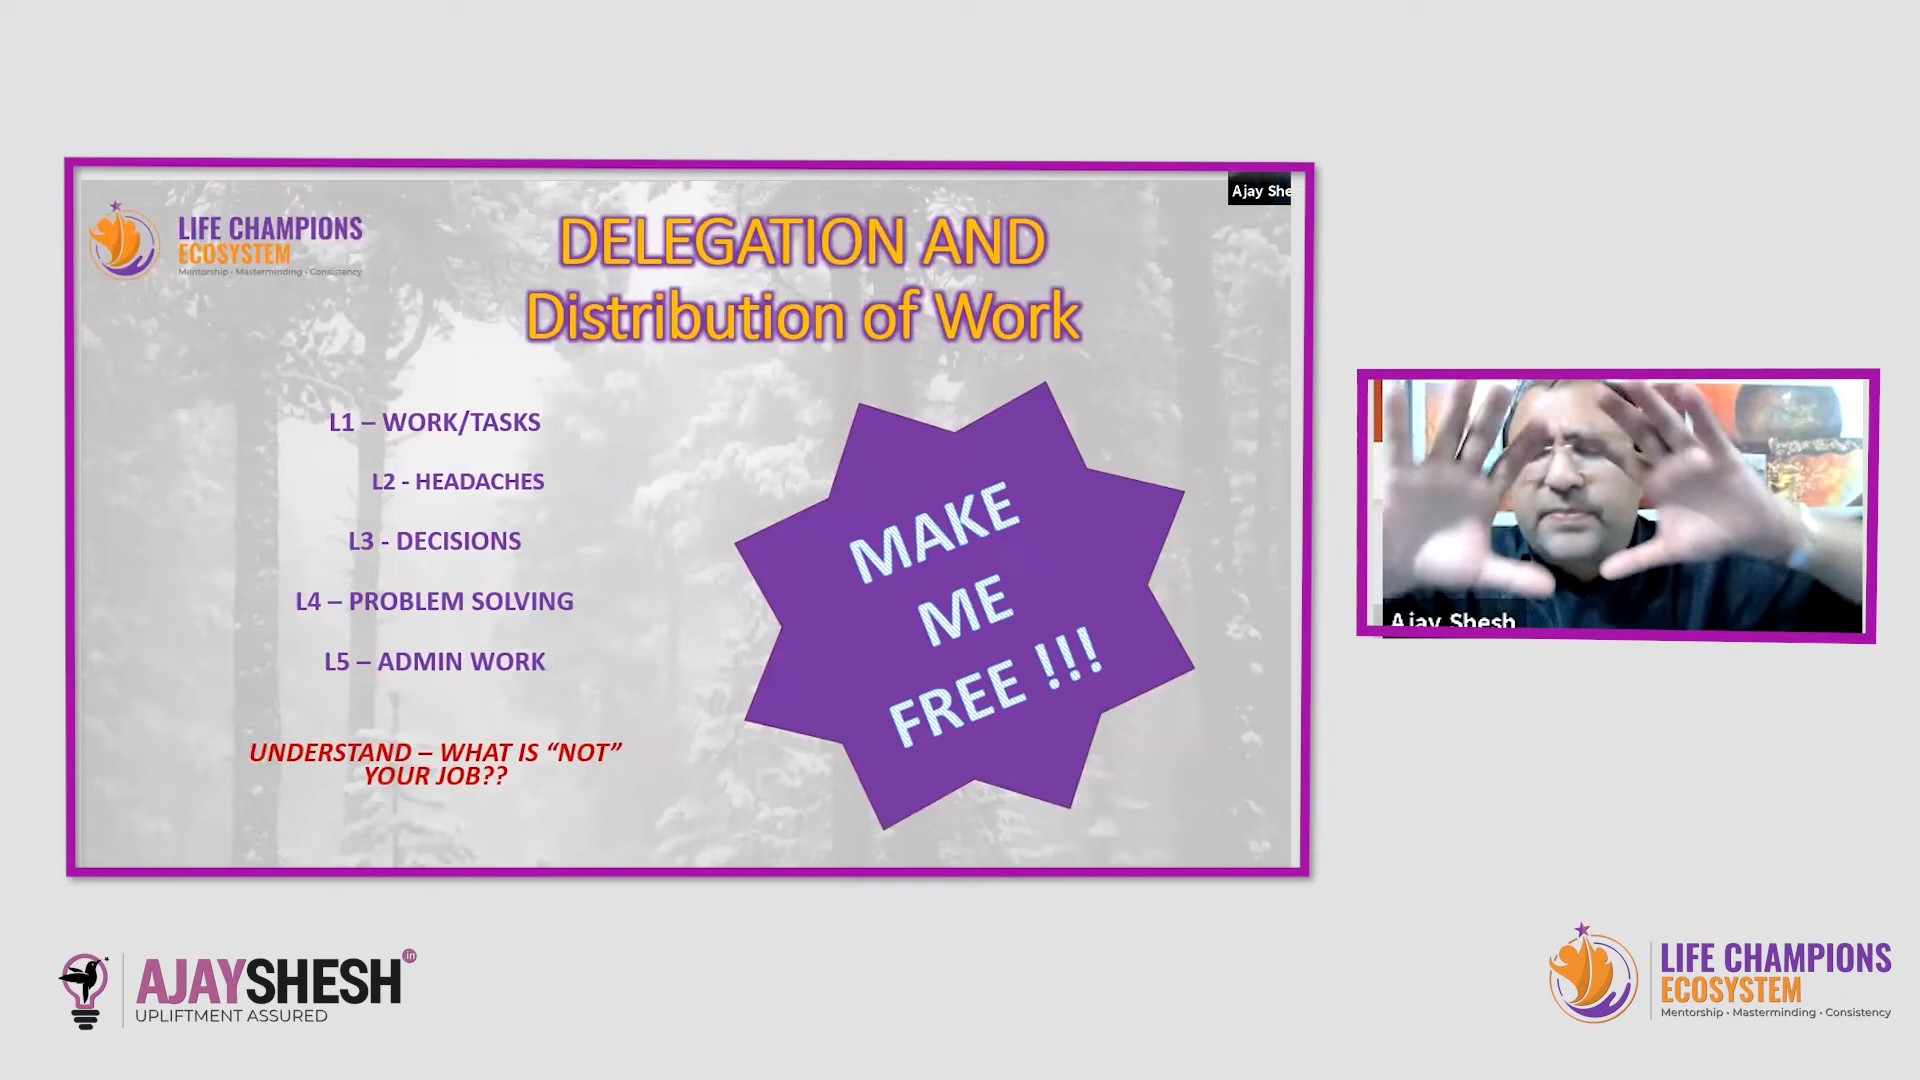 Ajay She
LIFE CHAMPIONS
ECOSYSTEM
Mentorship • Masterminding • Consistency
DELEGATION AND
Distribution of Work
L1 – WORK/TASKS
L2 - HEADACHES
L3 - DECISIONS
L4 – PROBLEM SOLVING
L5 – ADMIN WORK
UNDERSTAND – WHAT IS “NOT”
YOUR JOB??
MAKE
ME
FREE !!!
Ajay Shesh
AJAYSHESH in
UPLIFTMENT ASSURED
LIFE CHAMPIONS
ECOSYSTEM
Mentorship • Masterminding • Consistency